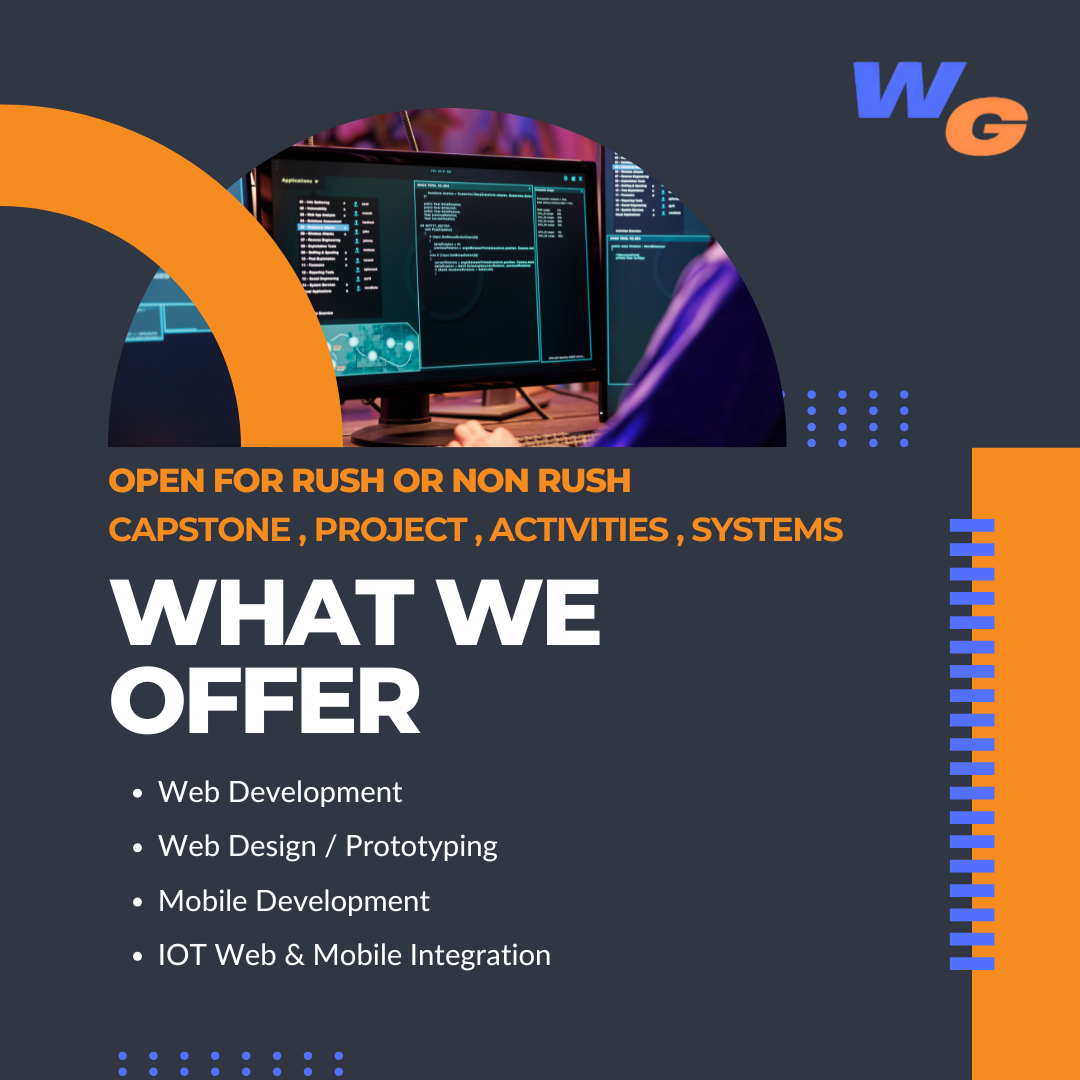 WG
Applications
OPEN FOR RUSH OR NON RUSH
CAPSTONE , PROJECT , ACTIVITIES , SYSTEMS
WHAT WE
OFFER
• Web Development
• Web Design / Prototyping
• Mobile Development
• IOT Web & Mobile Integration